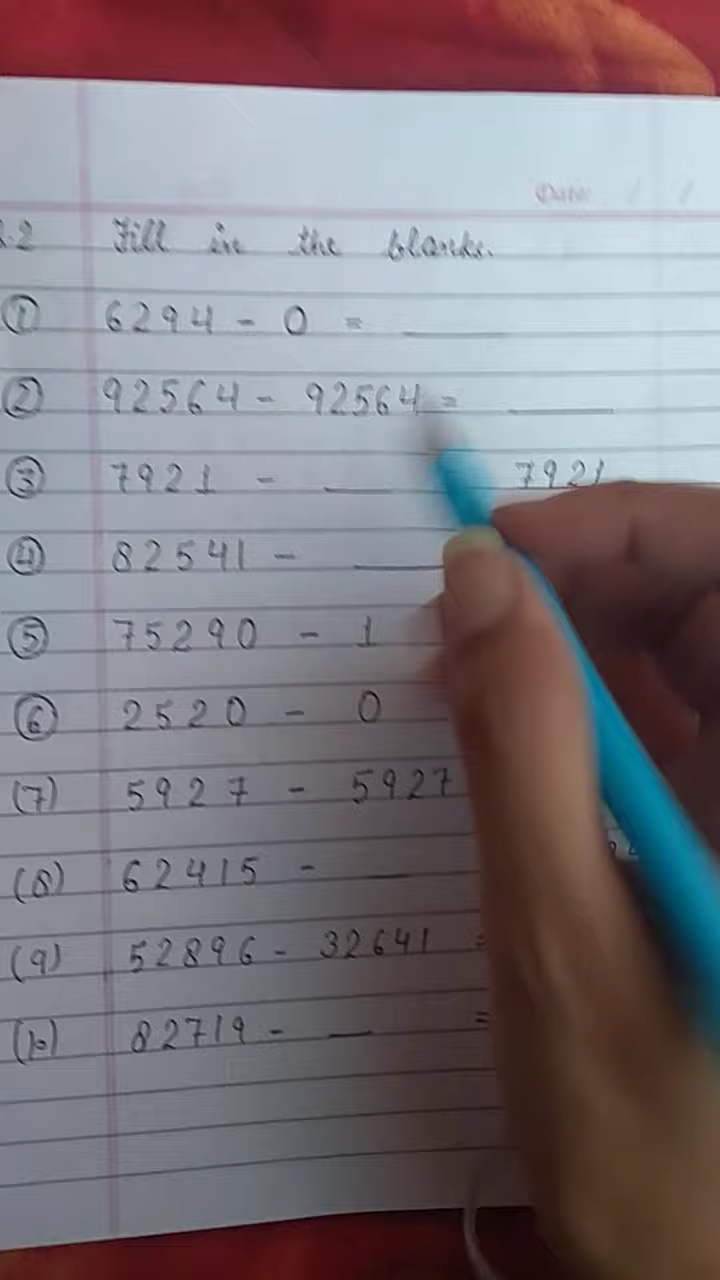 Date: / /
.2 Fill in the blanks.
① 6294 - 0 = ____
② 92564 - 92564 = ____
③ 7921 - ____ 7921
④ 82541 - ____
⑤ 75290 - 1
⑥ 2520 - 0
(7) 5927 - 5927
(8) 62415 - ____
(9) 52896 - 32641 =
(10) 82719 - ____ =